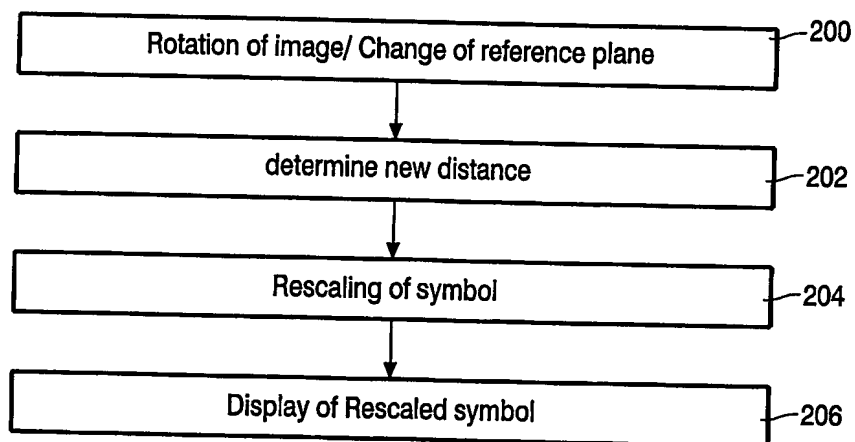 Rotation of image/ Change of reference plane
200
determine new distance
202
Rescaling of symbol
204
Display of Rescaled symbol
206